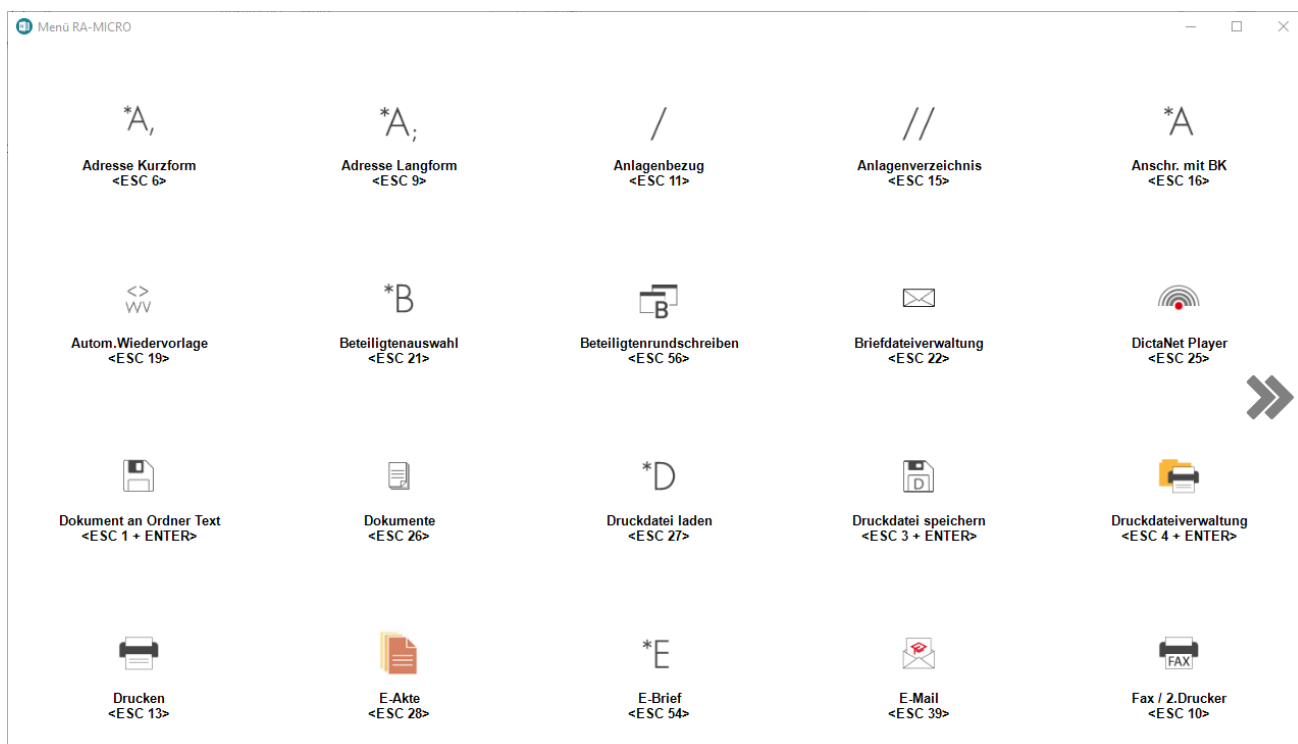 Menü RA-MICRO
*A, *A; / // *A
Adresse Kurzform Adresse Langform Anlagenbezug Anlagenverzeichnis Anschr. mit BK
<ESC 6> <ESC 9> <ESC 11> <ESC 15> <ESC 16>
<> *B B
WV
Autom.Wiedervorlage Beteiligtenauswahl Beteiligtenrundschreiben Briefdateiverwaltung DictaNet Player
<ESC 19> <ESC 21> <ESC 56> <ESC 22> <ESC 25>
*D D
Dokument an Ordner Text Dokumente Druckdatei laden Druckdatei speichern Druckdateiverwaltung
<ESC 1 + ENTER> <ESC 26> <ESC 27> <ESC 3 + ENTER> <ESC 4 + ENTER>
*E FAX
Drucken E-Akte E-Brief E-Mail Fax / 2.Drucker
<ESC 13> <ESC 28> <ESC 54> <ESC 39> <ESC 10>